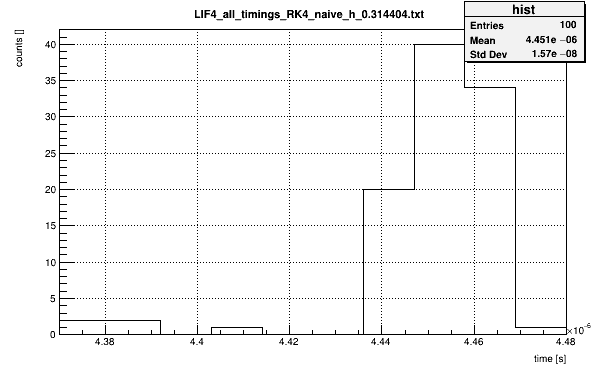 LIF4_all_timings_RK4_naive_h_0.314404.txt
hist
Entries 100
Mean 4.451e −06
Std Dev 1.57e −08
counts []
40
35
30
25
20
15
10
5
0
4.38 4.4 4.42 4.44 4.46 4.48
×10⁻⁶
time [s]